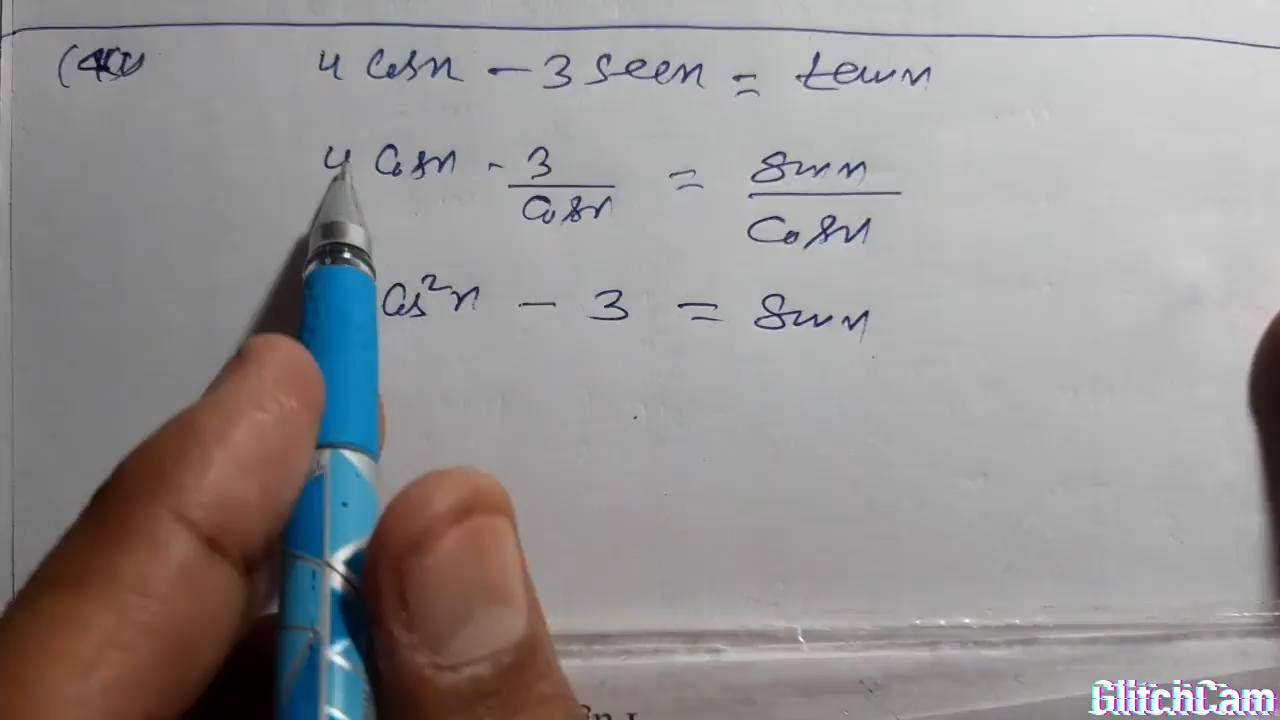 4 cosx - 3 secx = tanx
4 cosx - 3/cosx = sinx/cosx
cos²x - 3 = sinx
GlitchCam